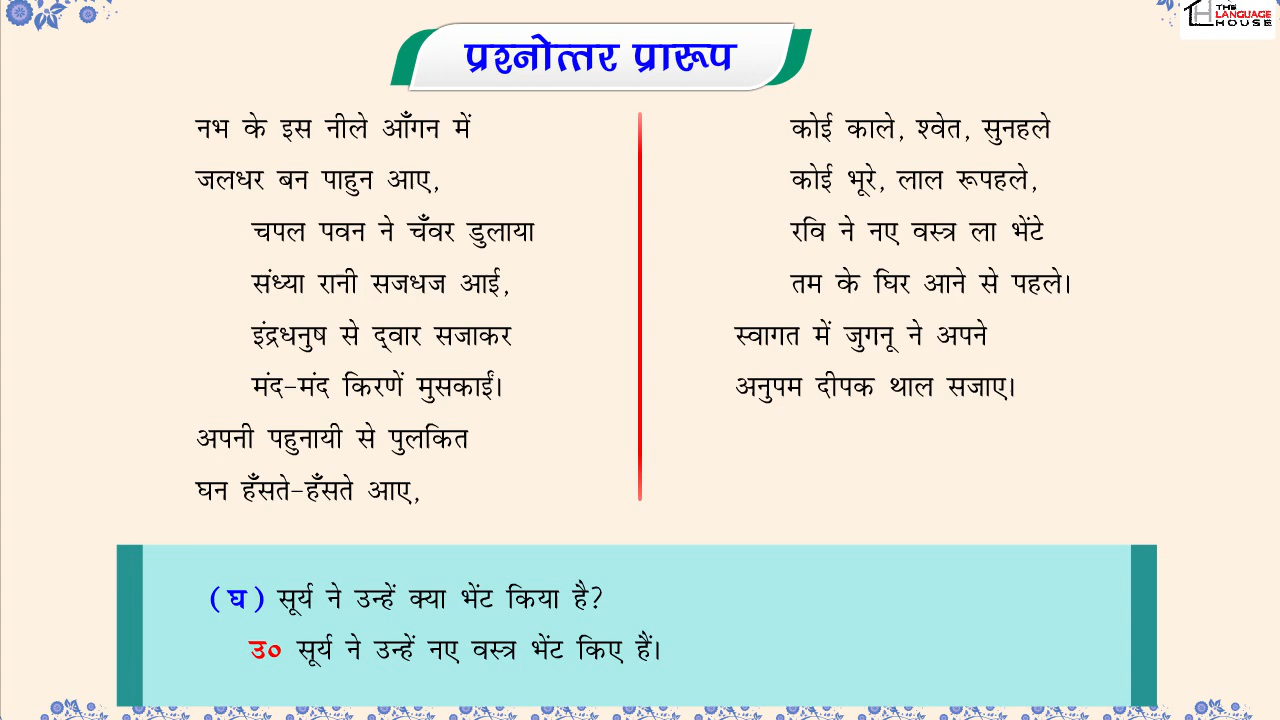 THE
LANGUAGE
HOUSE
प्रश्नोत्तर प्रारूप
नभ के इस नीले आँगन में
जलधर बन पाहुन आए,
चपल पवन ने चँवर डुलाया
संध्या रानी सजधज आई,
इंद्रधनुष से द्‌वार सजाकर
मंद-मंद किरणें मुसकाईं।
अपनी पहुनायी से पुलकित
घन हँसते-हँसते आए,
कोई काले, श्वेत, सुनहले
कोई भूरे, लाल रूपहले,
रवि ने नए वस्त्र ला भेंटे
तम के घिर आने से पहले।
स्वागत में जुगनू ने अपने
अनुपम दीपक थाल सजाए।
(घ) सूर्य ने उन्हें क्या भेंट किया है?
उ० सूर्य ने उन्हें नए वस्त्र भेंट किए हैं।